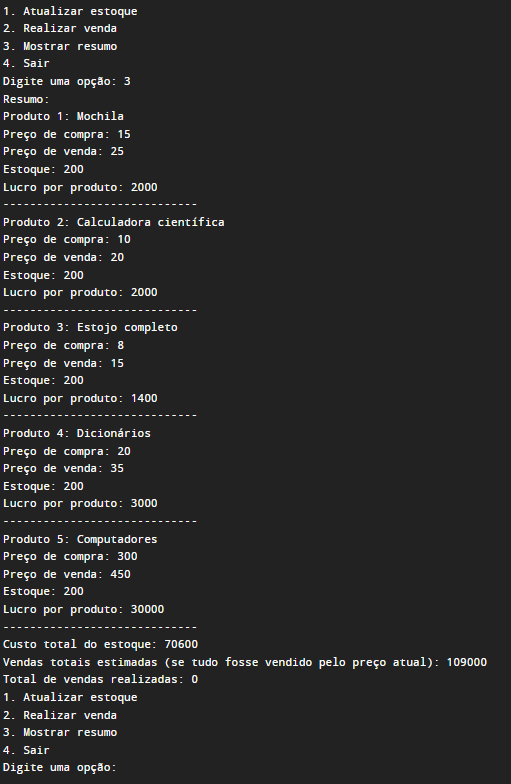 1. Atualizar estoque
2. Realizar venda
3. Mostrar resumo
4. Sair
Digite uma opção: 3
Resumo:
Produto 1: Mochila
Preço de compra: 15
Preço de venda: 25
Estoque: 200
Lucro por produto: 2000
-----------------------------
Produto 2: Calculadora científica
Preço de compra: 10
Preço de venda: 20
Estoque: 200
Lucro por produto: 2000
-----------------------------
Produto 3: Estojo completo
Preço de compra: 8
Preço de venda: 15
Estoque: 200
Lucro por produto: 1400
-----------------------------
Produto 4: Dicionários
Preço de compra: 20
Preço de venda: 35
Estoque: 200
Lucro por produto: 3000
-----------------------------
Produto 5: Computadores
Preço de compra: 300
Preço de venda: 450
Estoque: 200
Lucro por produto: 30000
-----------------------------
Custo total do estoque: 70600
Vendas totais estimadas (se tudo fosse vendido pelo preço atual): 109000
Total de vendas realizadas: 0
1. Atualizar estoque
2. Realizar venda
3. Mostrar resumo
4. Sair
Digite uma opção: